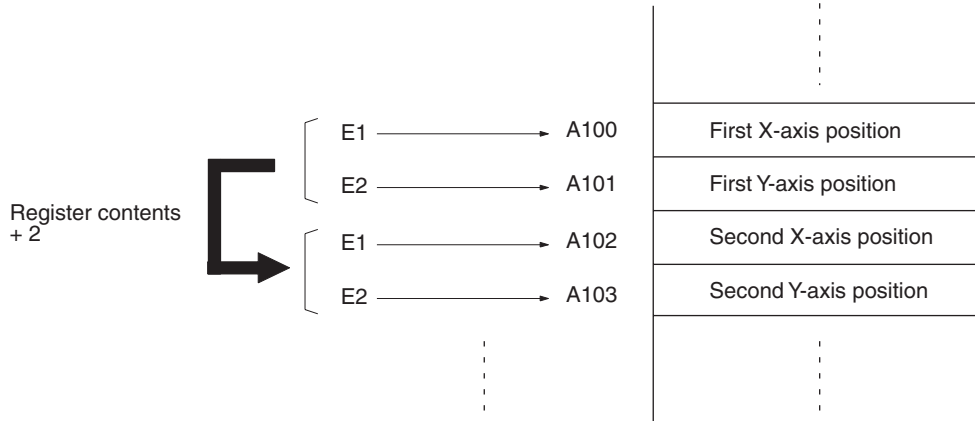 E1 A100 First X-axis position
E2 A101 First Y-axis position
Register contents
+ 2
E1 A102 Second X-axis position
E2 A103 Second Y-axis position